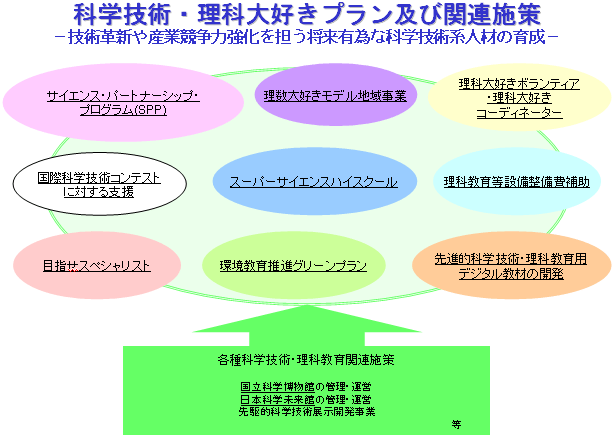 科学技術・理科大好きプラン及び関連施策
－技術革新や産業競争力強化を担う将来有為な科学技術系人材の育成－
サイエンス・パートナーシップ・
プログラム(SPP)
理数大好きモデル地域事業
理科大好きボランティア
・理科大好き
コーディネーター
国際科学技術コンテスト
に対する支援
スーパーサイエンスハイスクール
理科教育等設備整備費補助
目指せスペシャリスト
環境教育推進グリーンプラン
先進的科学技術・理科教育用
デジタル教材の開発
各種科学技術・理科教育関連施策
国立科学博物館の管理・運営
日本科学未来館の管理・運営
先駆的科学技術展示開発事業
等